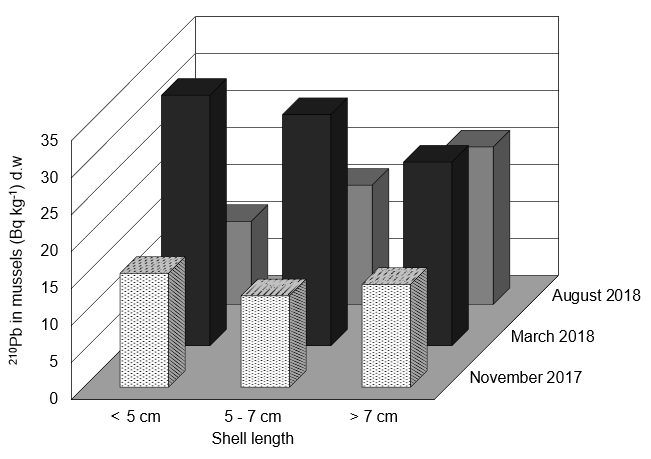 ²¹⁰Pb in mussels (Bq kg⁻¹) d.w
35
30
25
20
15
10
5
0
< 5 cm
5 - 7 cm
> 7 cm
Shell length
August 2018
March 2018
November 2017